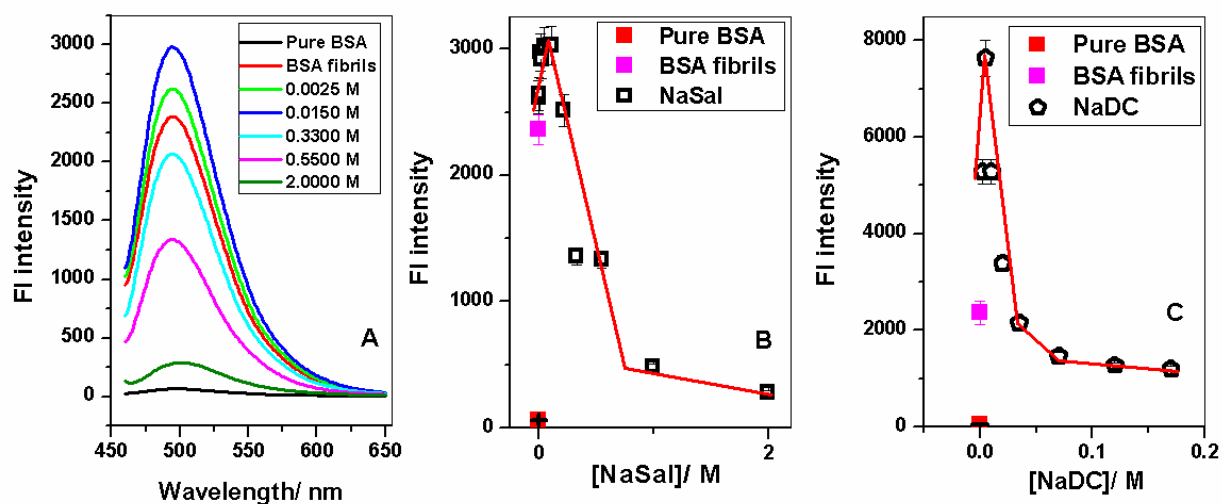 Fl intensity
3000
2500
2000
1500
1000
500
0
450
500
550
600
650
Wavelength/ nm
Pure BSA
BSA fibrils
0.0025 M
0.0150 M
0.3300 M
0.5500 M
2.0000 M
A
Fl intensity
3000
2000
1000
0
0
2
[NaSal]/ M
Pure BSA
BSA fibrils
NaSal
B
Fl intensity
8000
6000
4000
2000
0
0.0
0.1
0.2
[NaDC]/ M
Pure BSA
BSA fibrils
NaDC
C